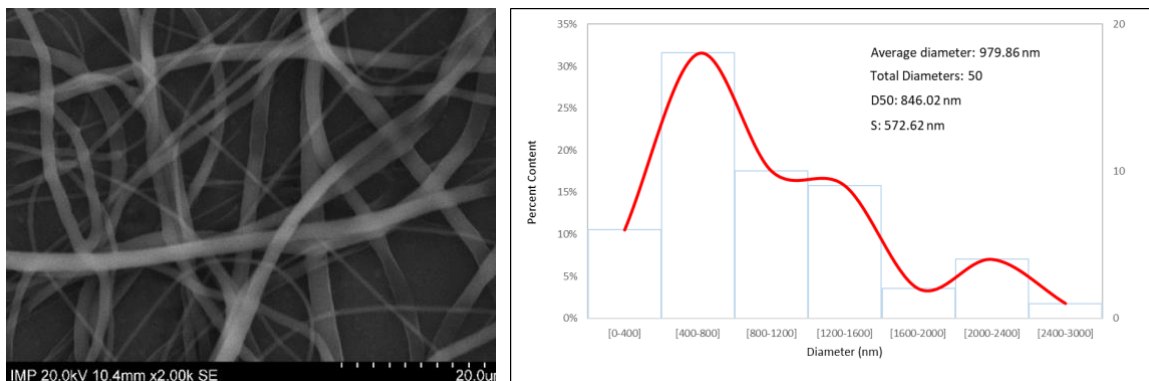 IMP 20.0kV 10.4mm x2.00k SE
20.0um
35%
30%
25%
20%
15%
10%
5%
0%
Percent Content
20
10
0
Average diameter: 979.86 nm
Total Diameters: 50
D50: 846.02 nm
S: 572.62 nm
[0-400]
[400-800]
[800-1200]
[1200-1600]
[1600-2000]
[2000-2400]
[2400-3000]
Diameter (nm)